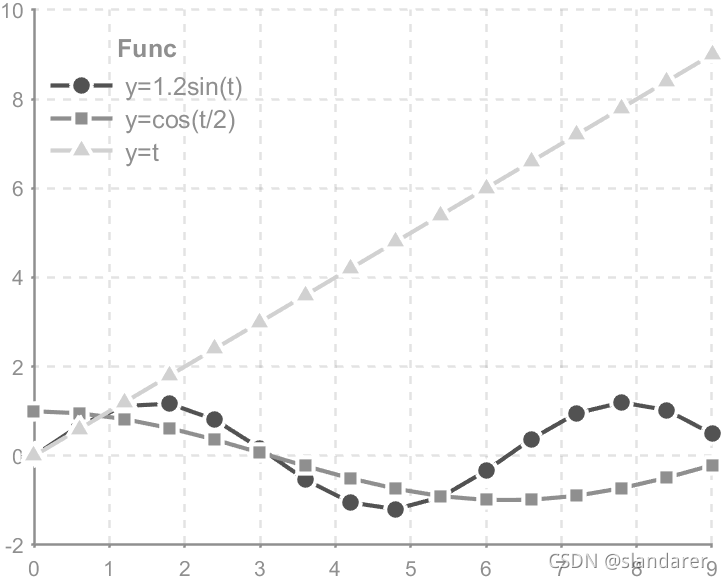 10
8
6
4
2
0
-2
Func
y=1.2sin(t)
y=cos(t/2)
y=t
0 1 2 3 4 5 6 7 8 9
CSDN @slandarer